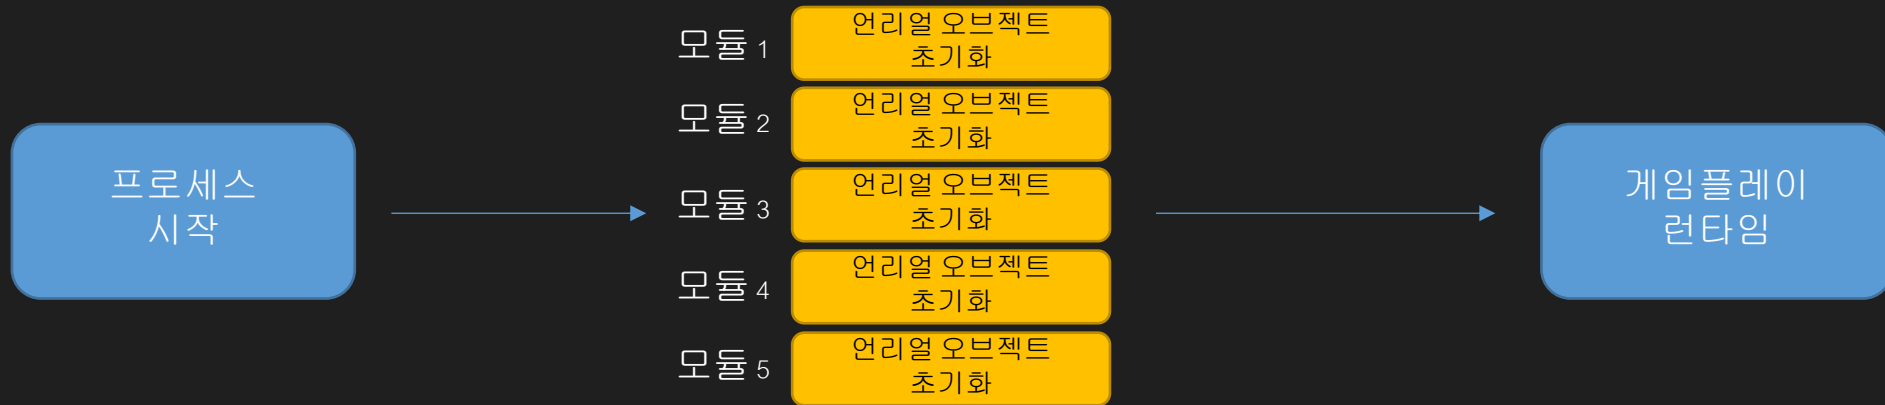 프로세스
시작
모듈 1
언리얼 오브젝트
초기화
모듈 2
언리얼 오브젝트
초기화
모듈 3
언리얼 오브젝트
초기화
모듈 4
언리얼 오브젝트
초기화
모듈 5
언리얼 오브젝트
초기화
게임플레이
런타임